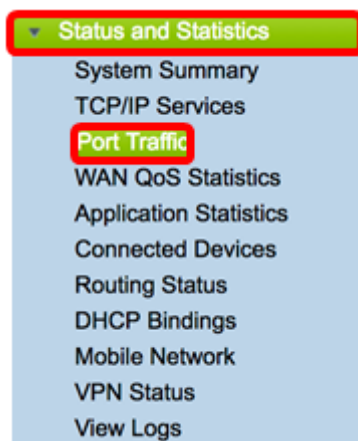 Status and Statistics
System Summary
TCP/IP Services
Port Traffic
WAN QoS Statistics
Application Statistics
Connected Devices
Routing Status
DHCP Bindings
Mobile Network
VPN Status
View Logs